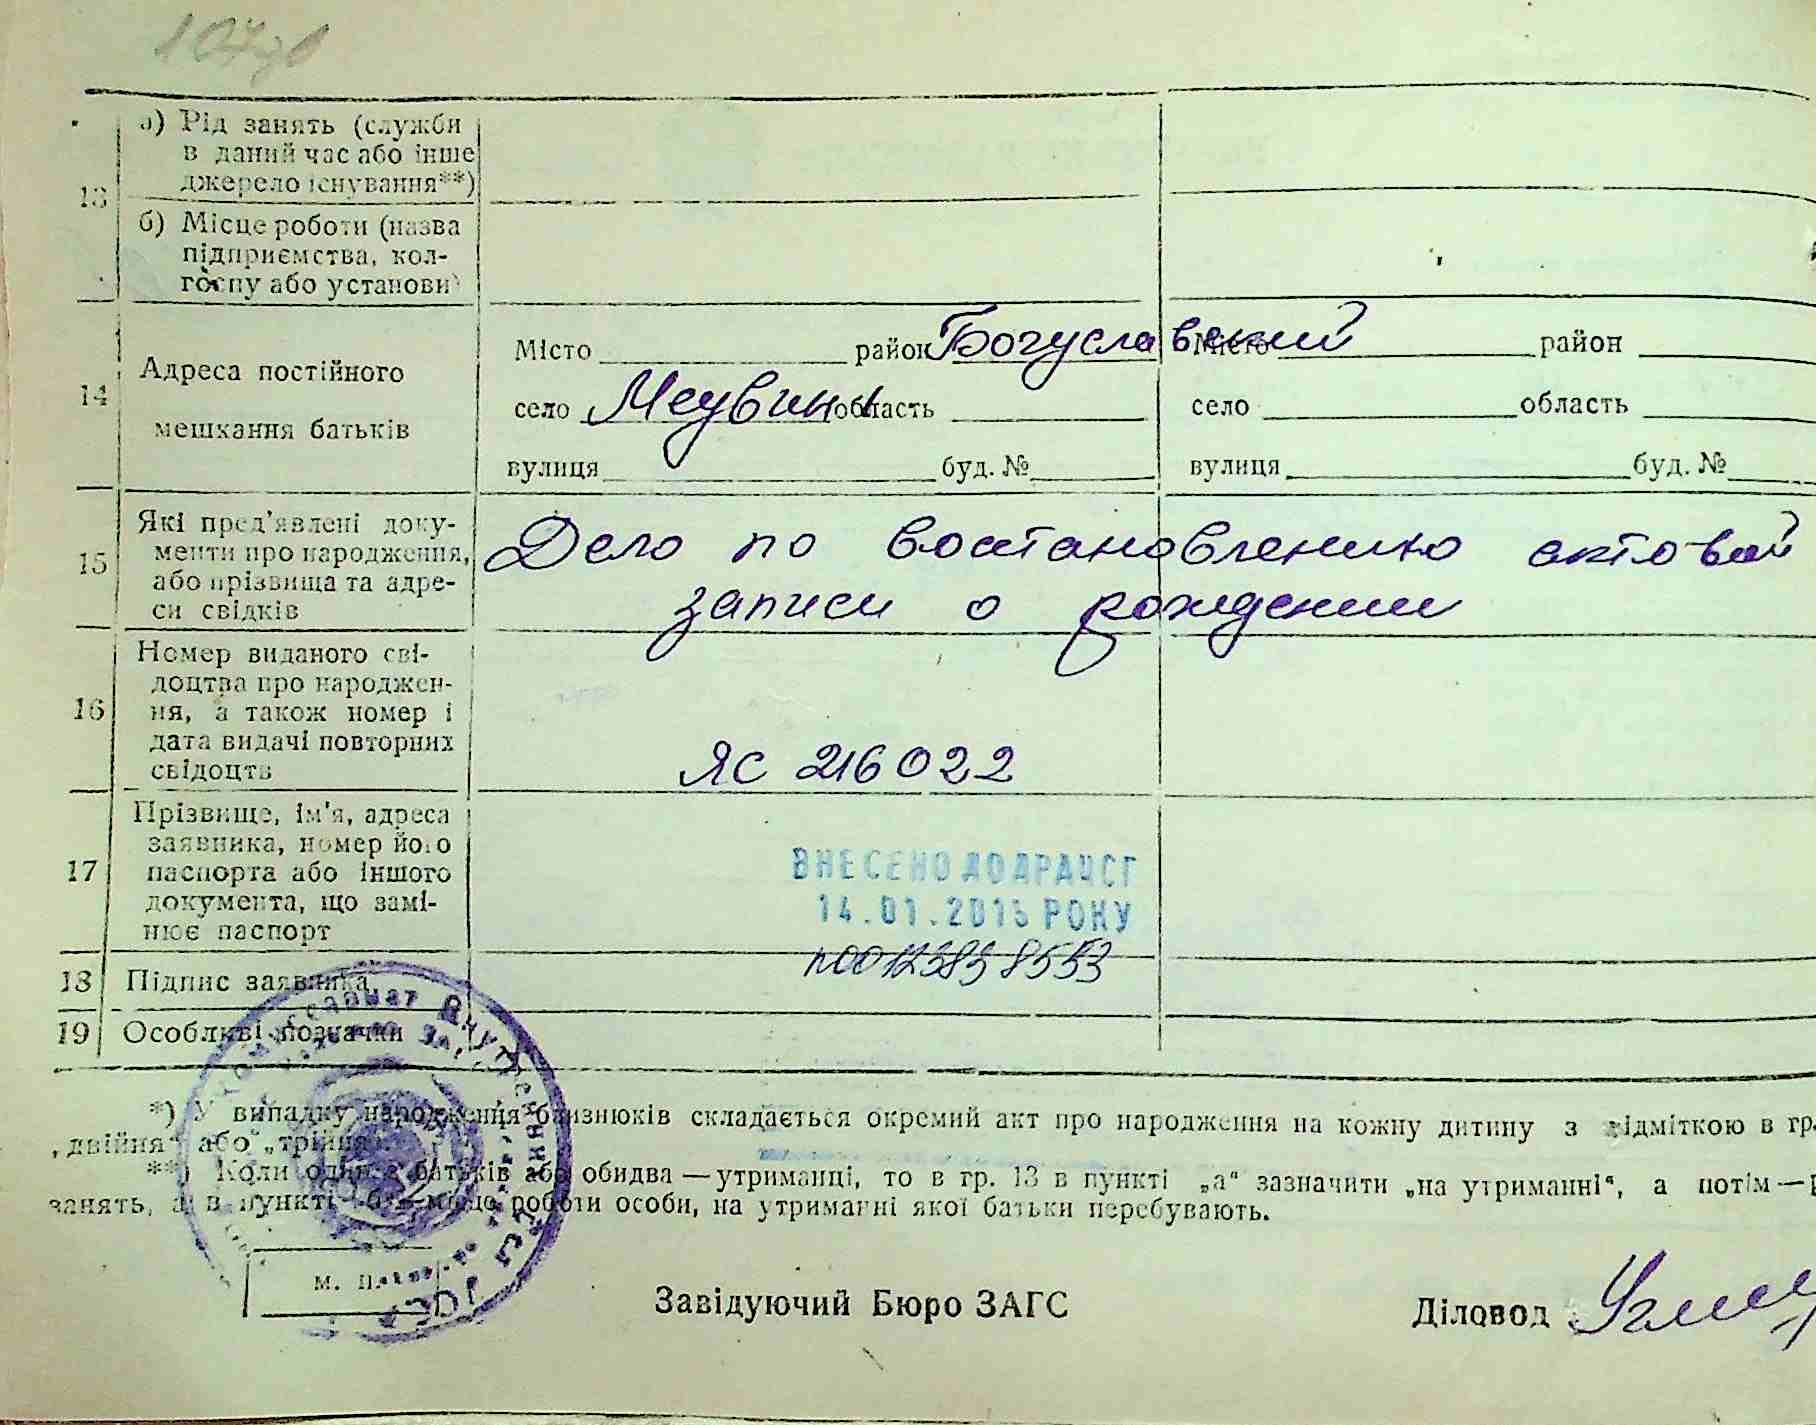 13
а) Рід занять (служби
в даний час або інше
джерело існування**)
б) Місце роботи (назва
підприємства, кол-
госпу або установи)
14
Адреса постійного
мешкання батьків
Місто район Богуславский Місто район
село Медвин область село область
вулиця буд. № вулиця буд. №
15
Які пред'явлені доку-
менти про народження,
або прізвища та адре-
си свідків
Дело по востановлению актовой
записи о рождении
16
Номер виданого сві-
доцтва про народжен-
ня, а також номер і
дата видачі повторних
свідоцтв
ЯС 216022
17
Прізвище, ім'я, адреса
заявника, номер його
паспорта або іншого
документа, що замі-
нює паспорт
ВНЕСЕНО ДО ДРАЦСГ
14.01.2015 РОКУ
18 Підпис заявника
19 Особливі позначки
*) У випадку народження близнюків складається окремий акт про народження на кожну дитину з відміткою в гр.
„двійня" або „трійня".
**) Коли один з батьків або обидва — утриманці, то в гр. 13 в пункті „а" зазначити „на утриманні", а потім —
занять, а в пункті „б" — місце роботи особи, на утриманні якої батьки перебувають.
м. п.
Завідуючий Бюро ЗАГС
Діловод